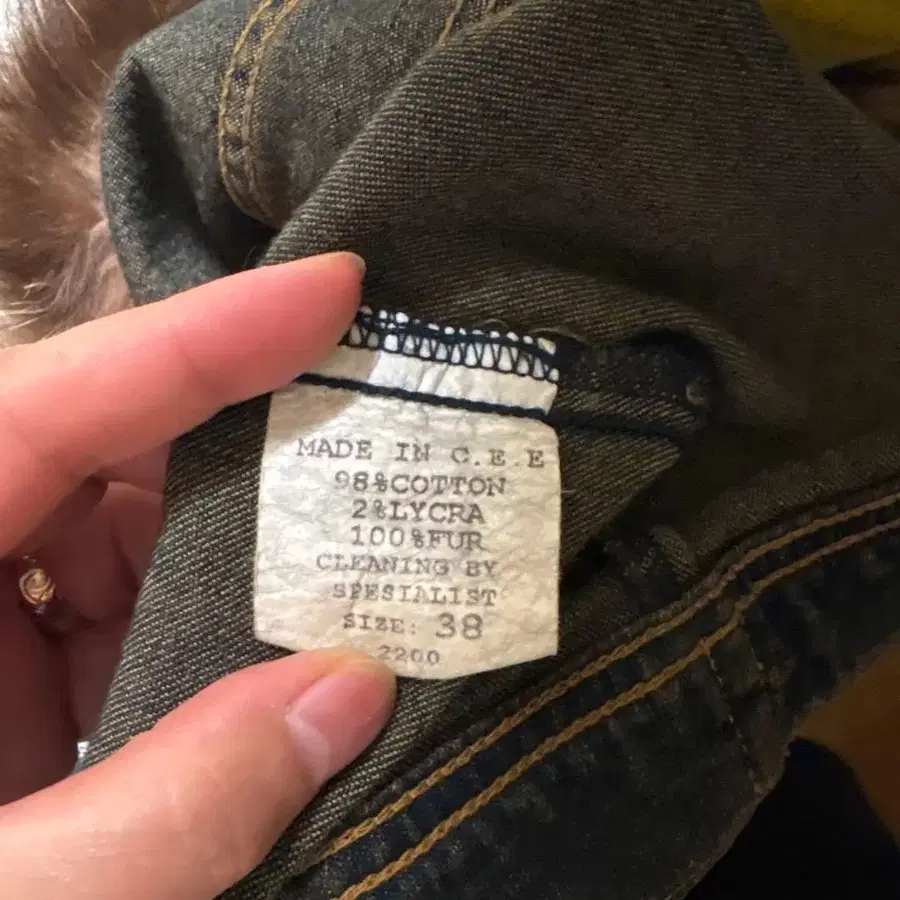 MADE IN C.E.E
98%COTTON
2%LYCRA
100%FUR
CLEANING BY
SPESIALIST
SIZE: 38
2200